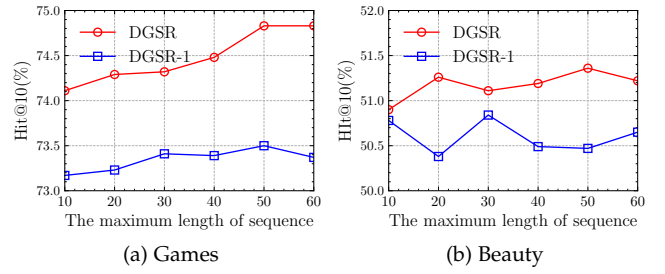 75.0
74.5
74.0
73.5
73.0
Hit@10(%)
DGSR
DGSR-1
10 20 30 40 50 60
The maximum length of sequence
(a) Games
52.0
51.5
51.0
50.5
50.0
HIt@10(%)
DGSR
DGSR-1
10 20 30 40 50 60
The maximum length of sequence
(b) Beauty